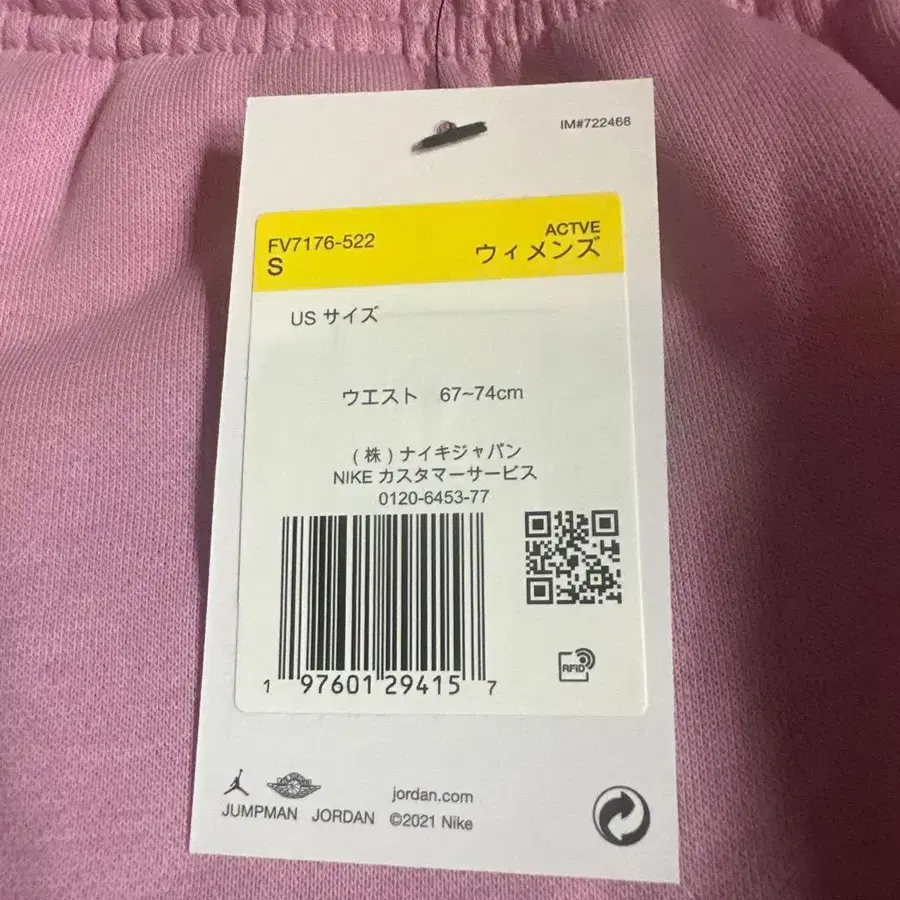 IM#722468
FV7176-522
S
ACTVE
ウィメンズ
US サイズ
ウエスト 67~74cm
(株)ナイキジャパン
NIKE カスタマーサービス
0120-6453-77
1 97601 29415 7
RFID
jordan.com
JUMPMAN JORDAN ©2021 Nike